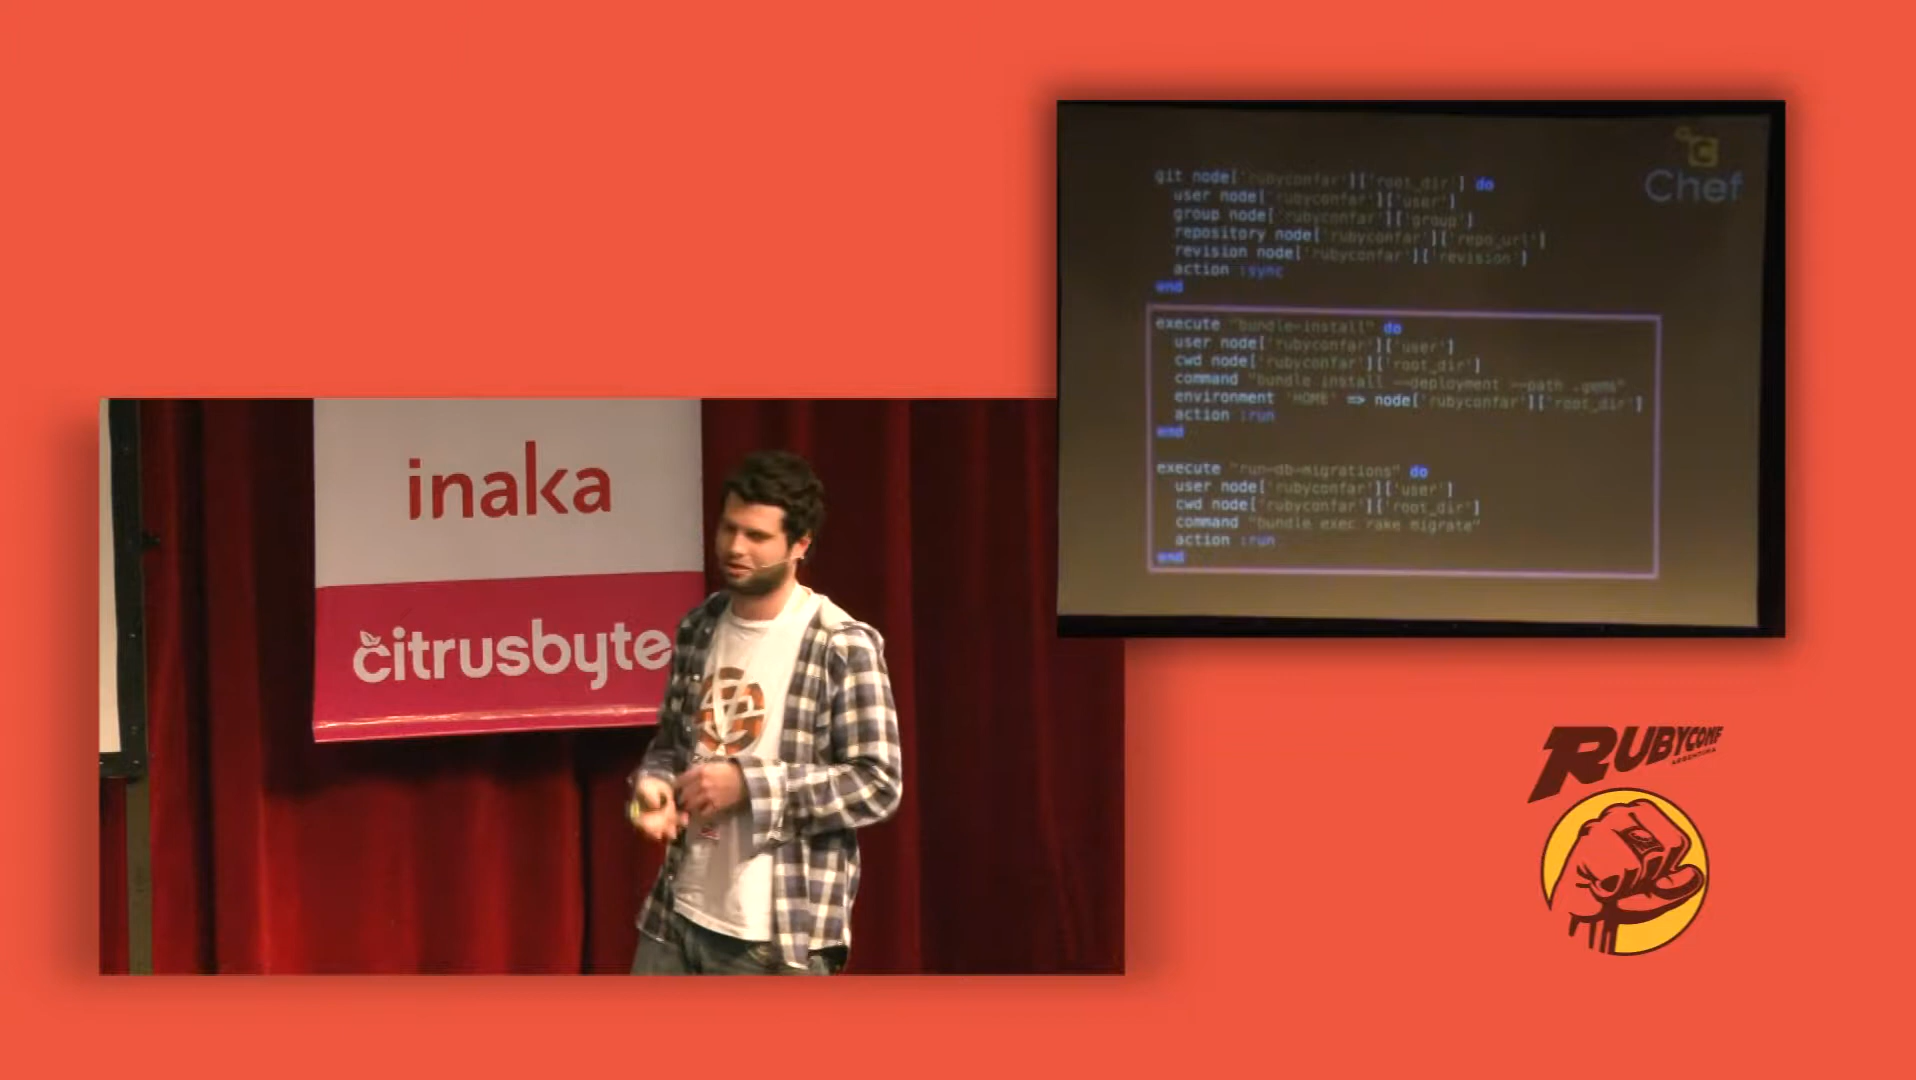 Chef
git node['rubyconfar']['root_dir'] do
user node['rubyconfar']['user']
group node['rubyconfar']['group']
repository node['rubyconfar']['repo_url']
revision node['rubyconfar']['revision']
action :sync
end
execute "bundle-install" do
user node['rubyconfar']['user']
cwd node['rubyconfar']['root_dir']
command "bundle install --deployment --path .gems"
environment 'HOME' => node['rubyconfar']['root_dir']
action :run
end
execute "run-db-migrations" do
user node['rubyconfar']['user']
cwd node['rubyconfar']['root_dir']
command "bundle exec rake migrate"
action :run
end
inaka
citrusbyte
RUBYCONF
ARGENTINA